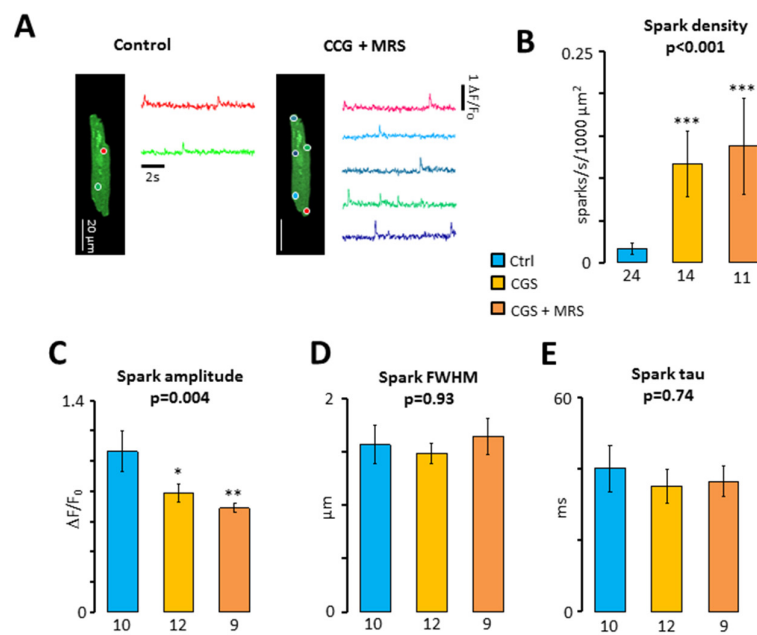 A
Control
CCG + MRS
1 ΔF/F0
2s
20 µm
B
Spark density
p<0.001
0.25
sparks/s/1000 µm²
0
***
***
24
14
11
Ctrl
CGS
CGS + MRS
C
Spark amplitude
p=0.004
1.4
ΔF/F0
0
*
**
10
12
9
D
Spark FWHM
p=0.93
2
µm
0
10
12
9
E
Spark tau
p=0.74
60
ms
0
10
12
9